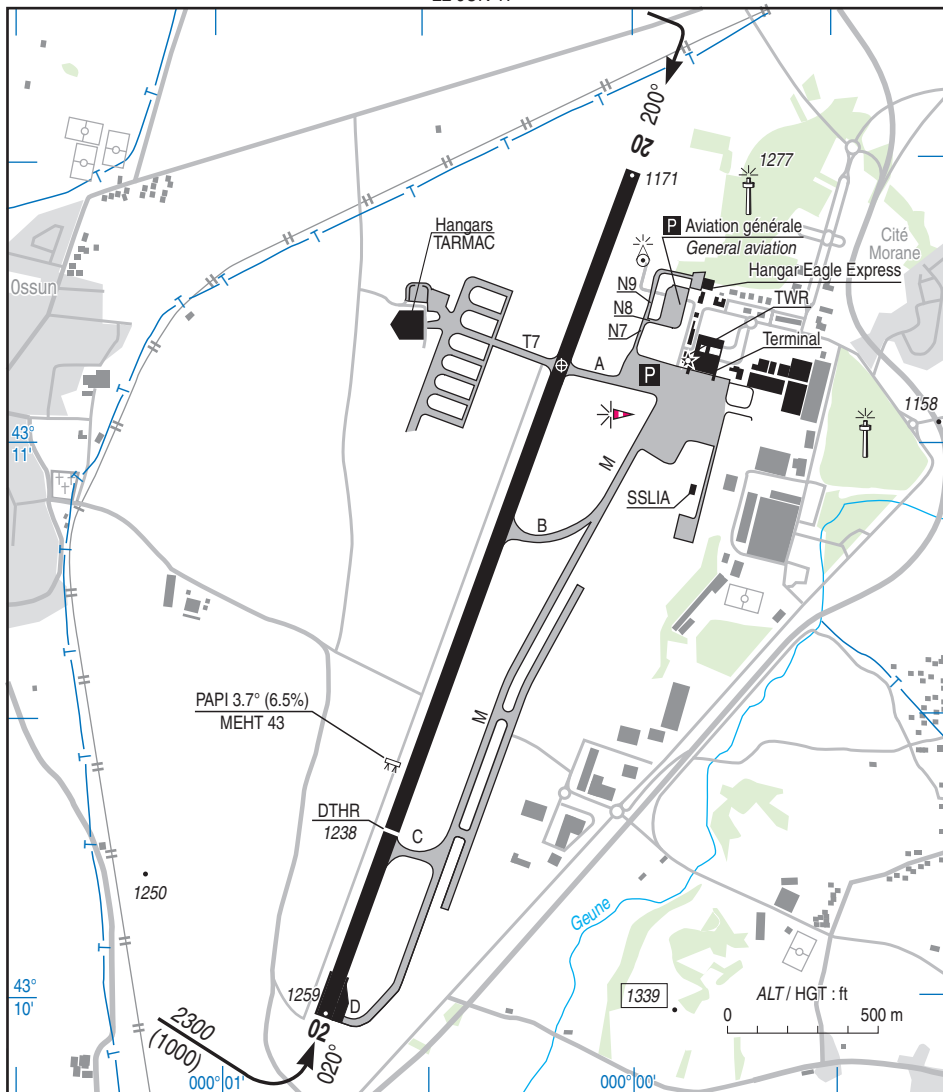 200°
20
1171
1277
P Aviation générale
General aviation
Cité
Morane
Hangars
TARMAC
Ossun
Hangar Eagle Express
N9
N8
N7
TWR
Terminal
T7
A
P
1158
43°
11'
M
SSLIA
B
PAPI 3.7° (6.5%)
MEHT 43
M
DTHR
1238
C
1250
Geune
43°
10'
1259
D
1339
ALT / HGT : ft
0 500 m
02
020°
2300
(1000)
000° 01'
000° 00'